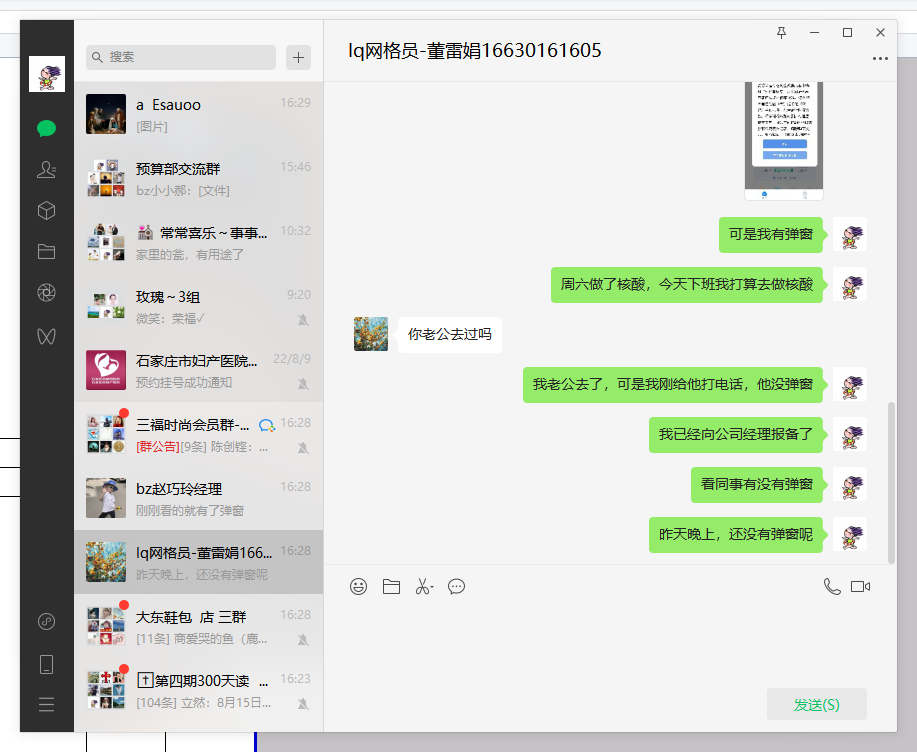 搜索
a Esauoo
16:29
[图片]
预算部交流群
15:46
bz小小郝：[文件]
常常喜乐～事事...
10:32
家里的瓮，有用途了
玫瑰～3组
9:20
微笑：荣福✓
石家庄市妇产医院...
22/8/9
预约挂号成功通知
三福时尚会员群-...
16:28
[群公告][9条] 陈创铿：...
bz赵巧玲经理
16:28
刚刚看的就有了弹窗
lq网格员-董雷娟166...
16:28
昨天晚上，还没有弹窗呢
大东鞋包 店 三群
16:28
[11条] 商爱哭的鱼（鹿...
第四期300天读 ...
16:23
[104条] 立然：8月15日...
lq网格员-董雷娟16630161605
可是我有弹窗
周六做了核酸，今天下班我打算去做核酸
你老公去过吗
我老公去了，可是我刚给他打电话，他没弹窗
我已经向公司经理报备了
看同事有没有弹窗
昨天晚上，还没有弹窗呢
发送(S)